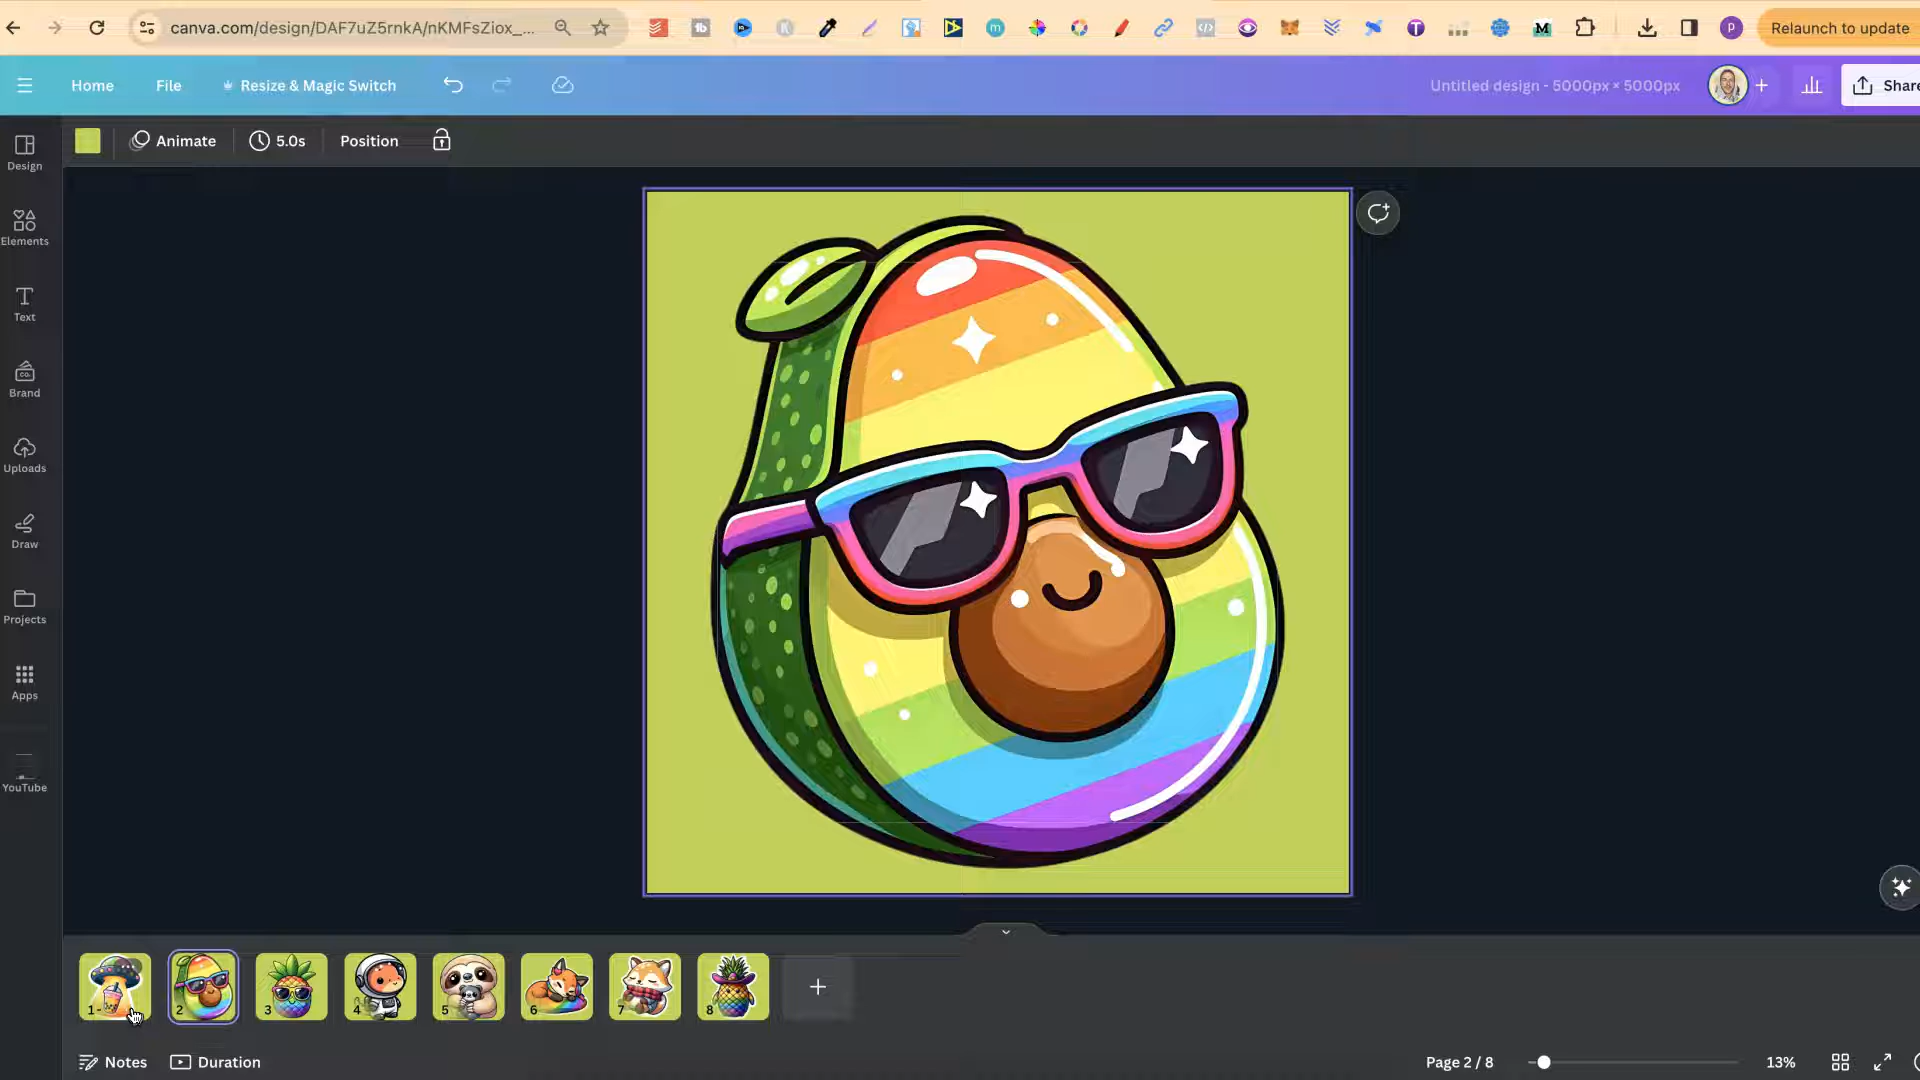 canva.com/design/DAF7uZ5rnkA/nKMFsZiox_...
Relaunch to update
Home
File
Resize & Magic Switch
Untitled design - 5000px × 5000px
Share
Animate
5.0s
Position
Design
Elements
Text
Brand
Uploads
Draw
Projects
Apps
YouTube
1
2
3
4
5
6
7
8
Notes
Duration
Page 2 / 8
13%